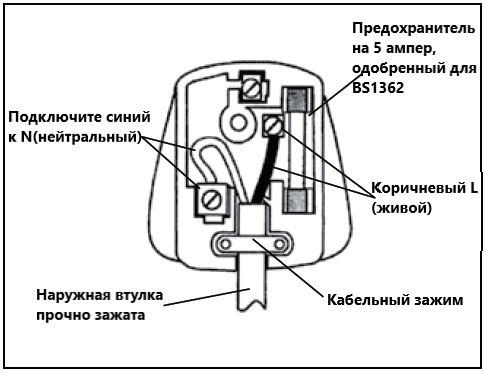 Предохранитель
на 5 ампер,
одобренный для
BS1362
Подключите синий
к N(нейтральный)
Коричневый L
(живой)
Наружная втулка
прочно зажата
Кабельный зажим